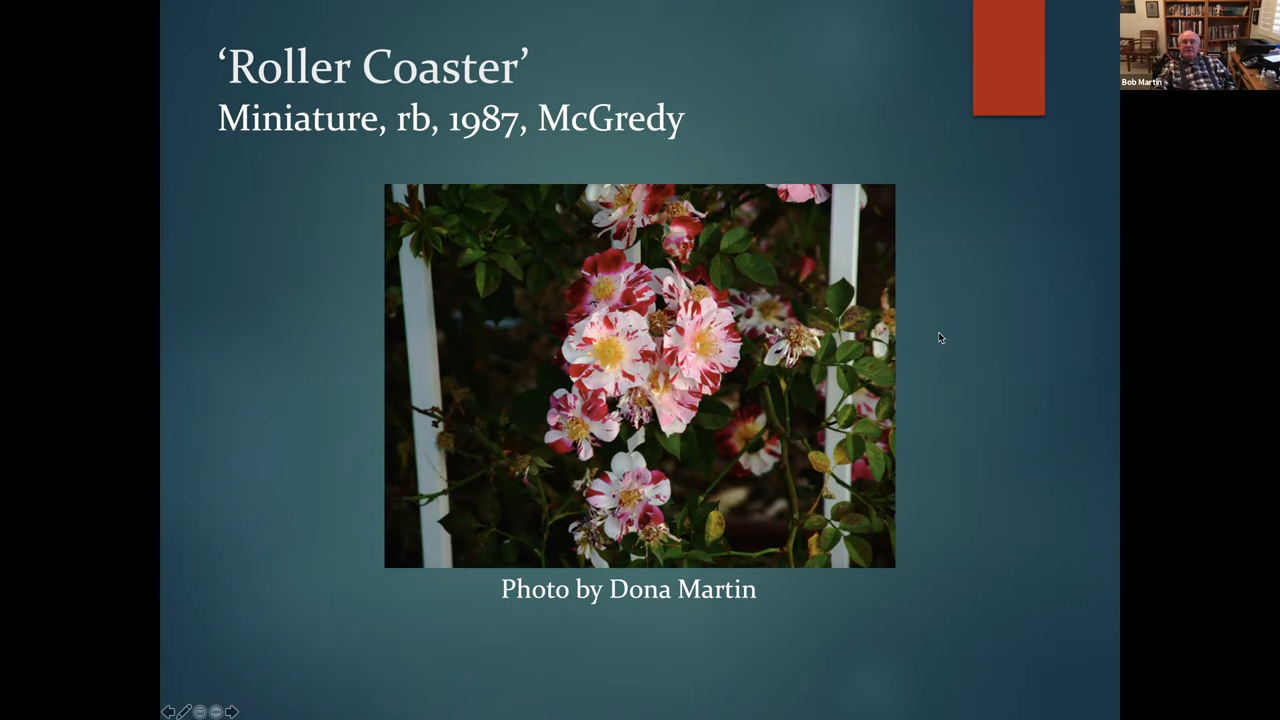 ‘Roller Coaster’
Miniature, rb, 1987, McGredy
Bob Martin
Photo by Dona Martin